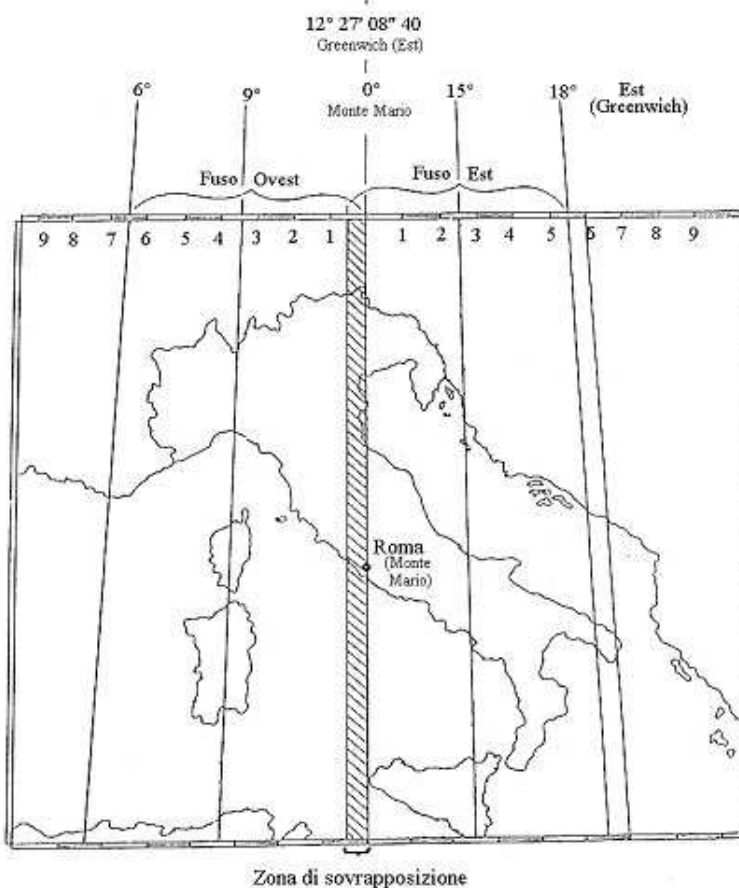 12° 27' 08" 40
Greenwich (Est)
6° 9° 0° 15° 18° Est
Monte Mario (Greenwich)
Fuso Ovest Fuso Est
9 8 7 6 5 4 3 2 1 1 2 3 4 5 6 7 8 9
Roma
(Monte
Mario)
Zona di sovrapposizione